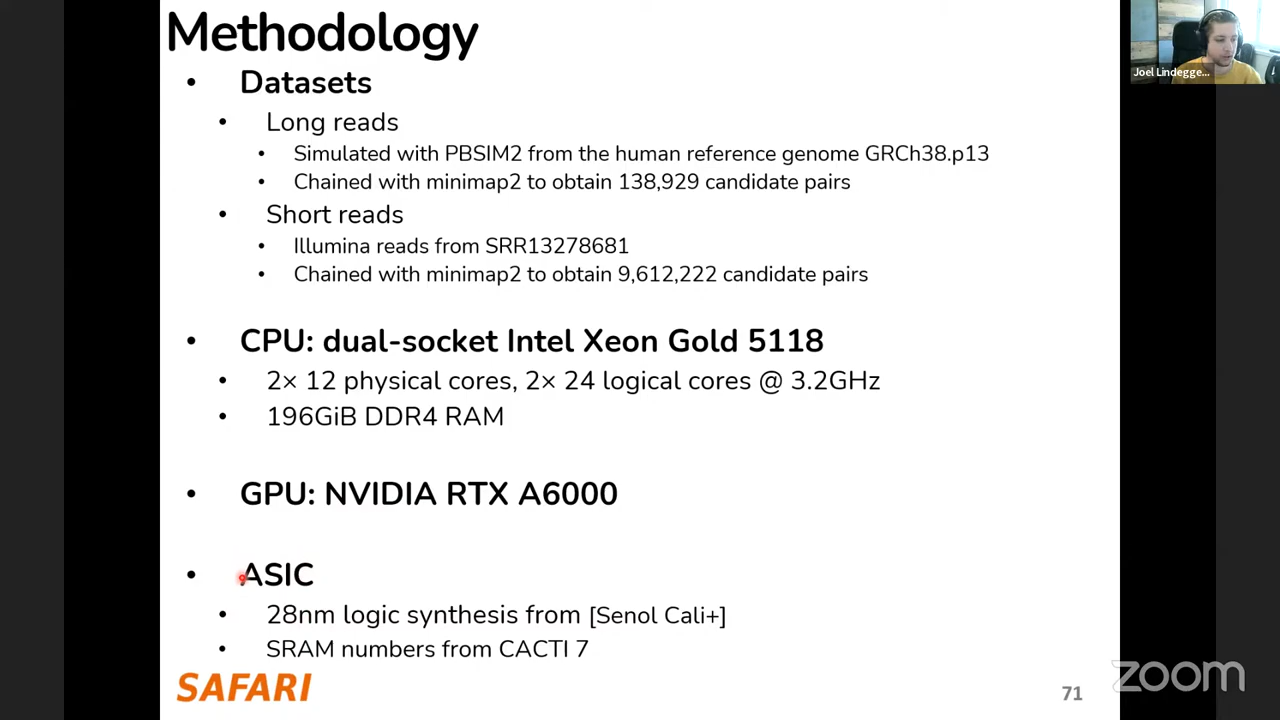 Methodology
• Datasets
• Long reads
• Simulated with PBSIM2 from the human reference genome GRCh38.p13
• Chained with minimap2 to obtain 138,929 candidate pairs
• Short reads
• Illumina reads from SRR13278681
• Chained with minimap2 to obtain 9,612,222 candidate pairs
• CPU: dual-socket Intel Xeon Gold 5118
• 2× 12 physical cores, 2× 24 logical cores @ 3.2GHz
• 196GiB DDR4 RAM
• GPU: NVIDIA RTX A6000
• ASIC
• 28nm logic synthesis from [Senol Cali+]
• SRAM numbers from CACTI 7
SAFARI
71
Joel Lindegge...
zoom